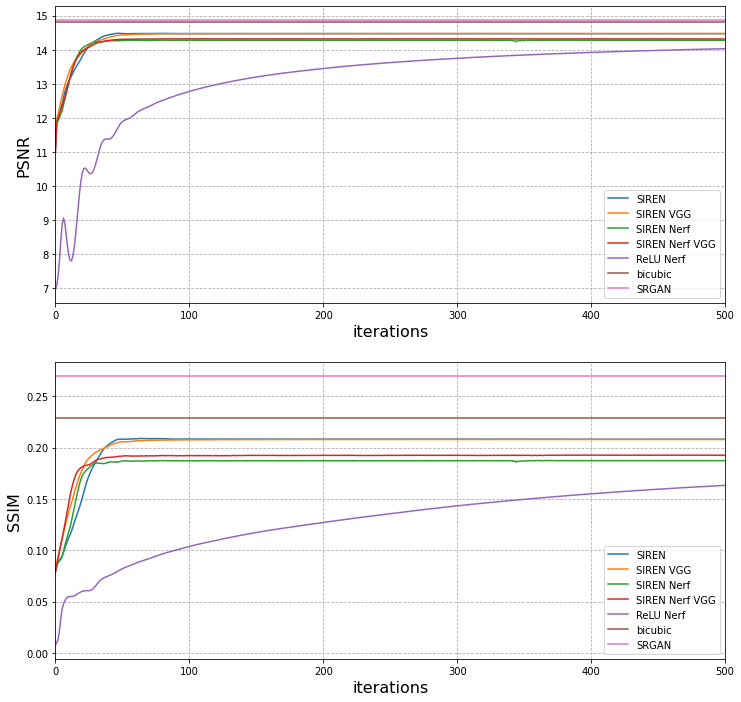 15
14
13
12
11
10
9
8
7
PSNR
SIREN
SIREN VGG
SIREN Nerf
SIREN Nerf VGG
ReLU Nerf
bicubic
SRGAN
0 100 200 300 400 500
iterations
0.25
0.20
0.15
0.10
0.05
0.00
SSIM
SIREN
SIREN VGG
SIREN Nerf
SIREN Nerf VGG
ReLU Nerf
bicubic
SRGAN
0 100 200 300 400 500
iterations